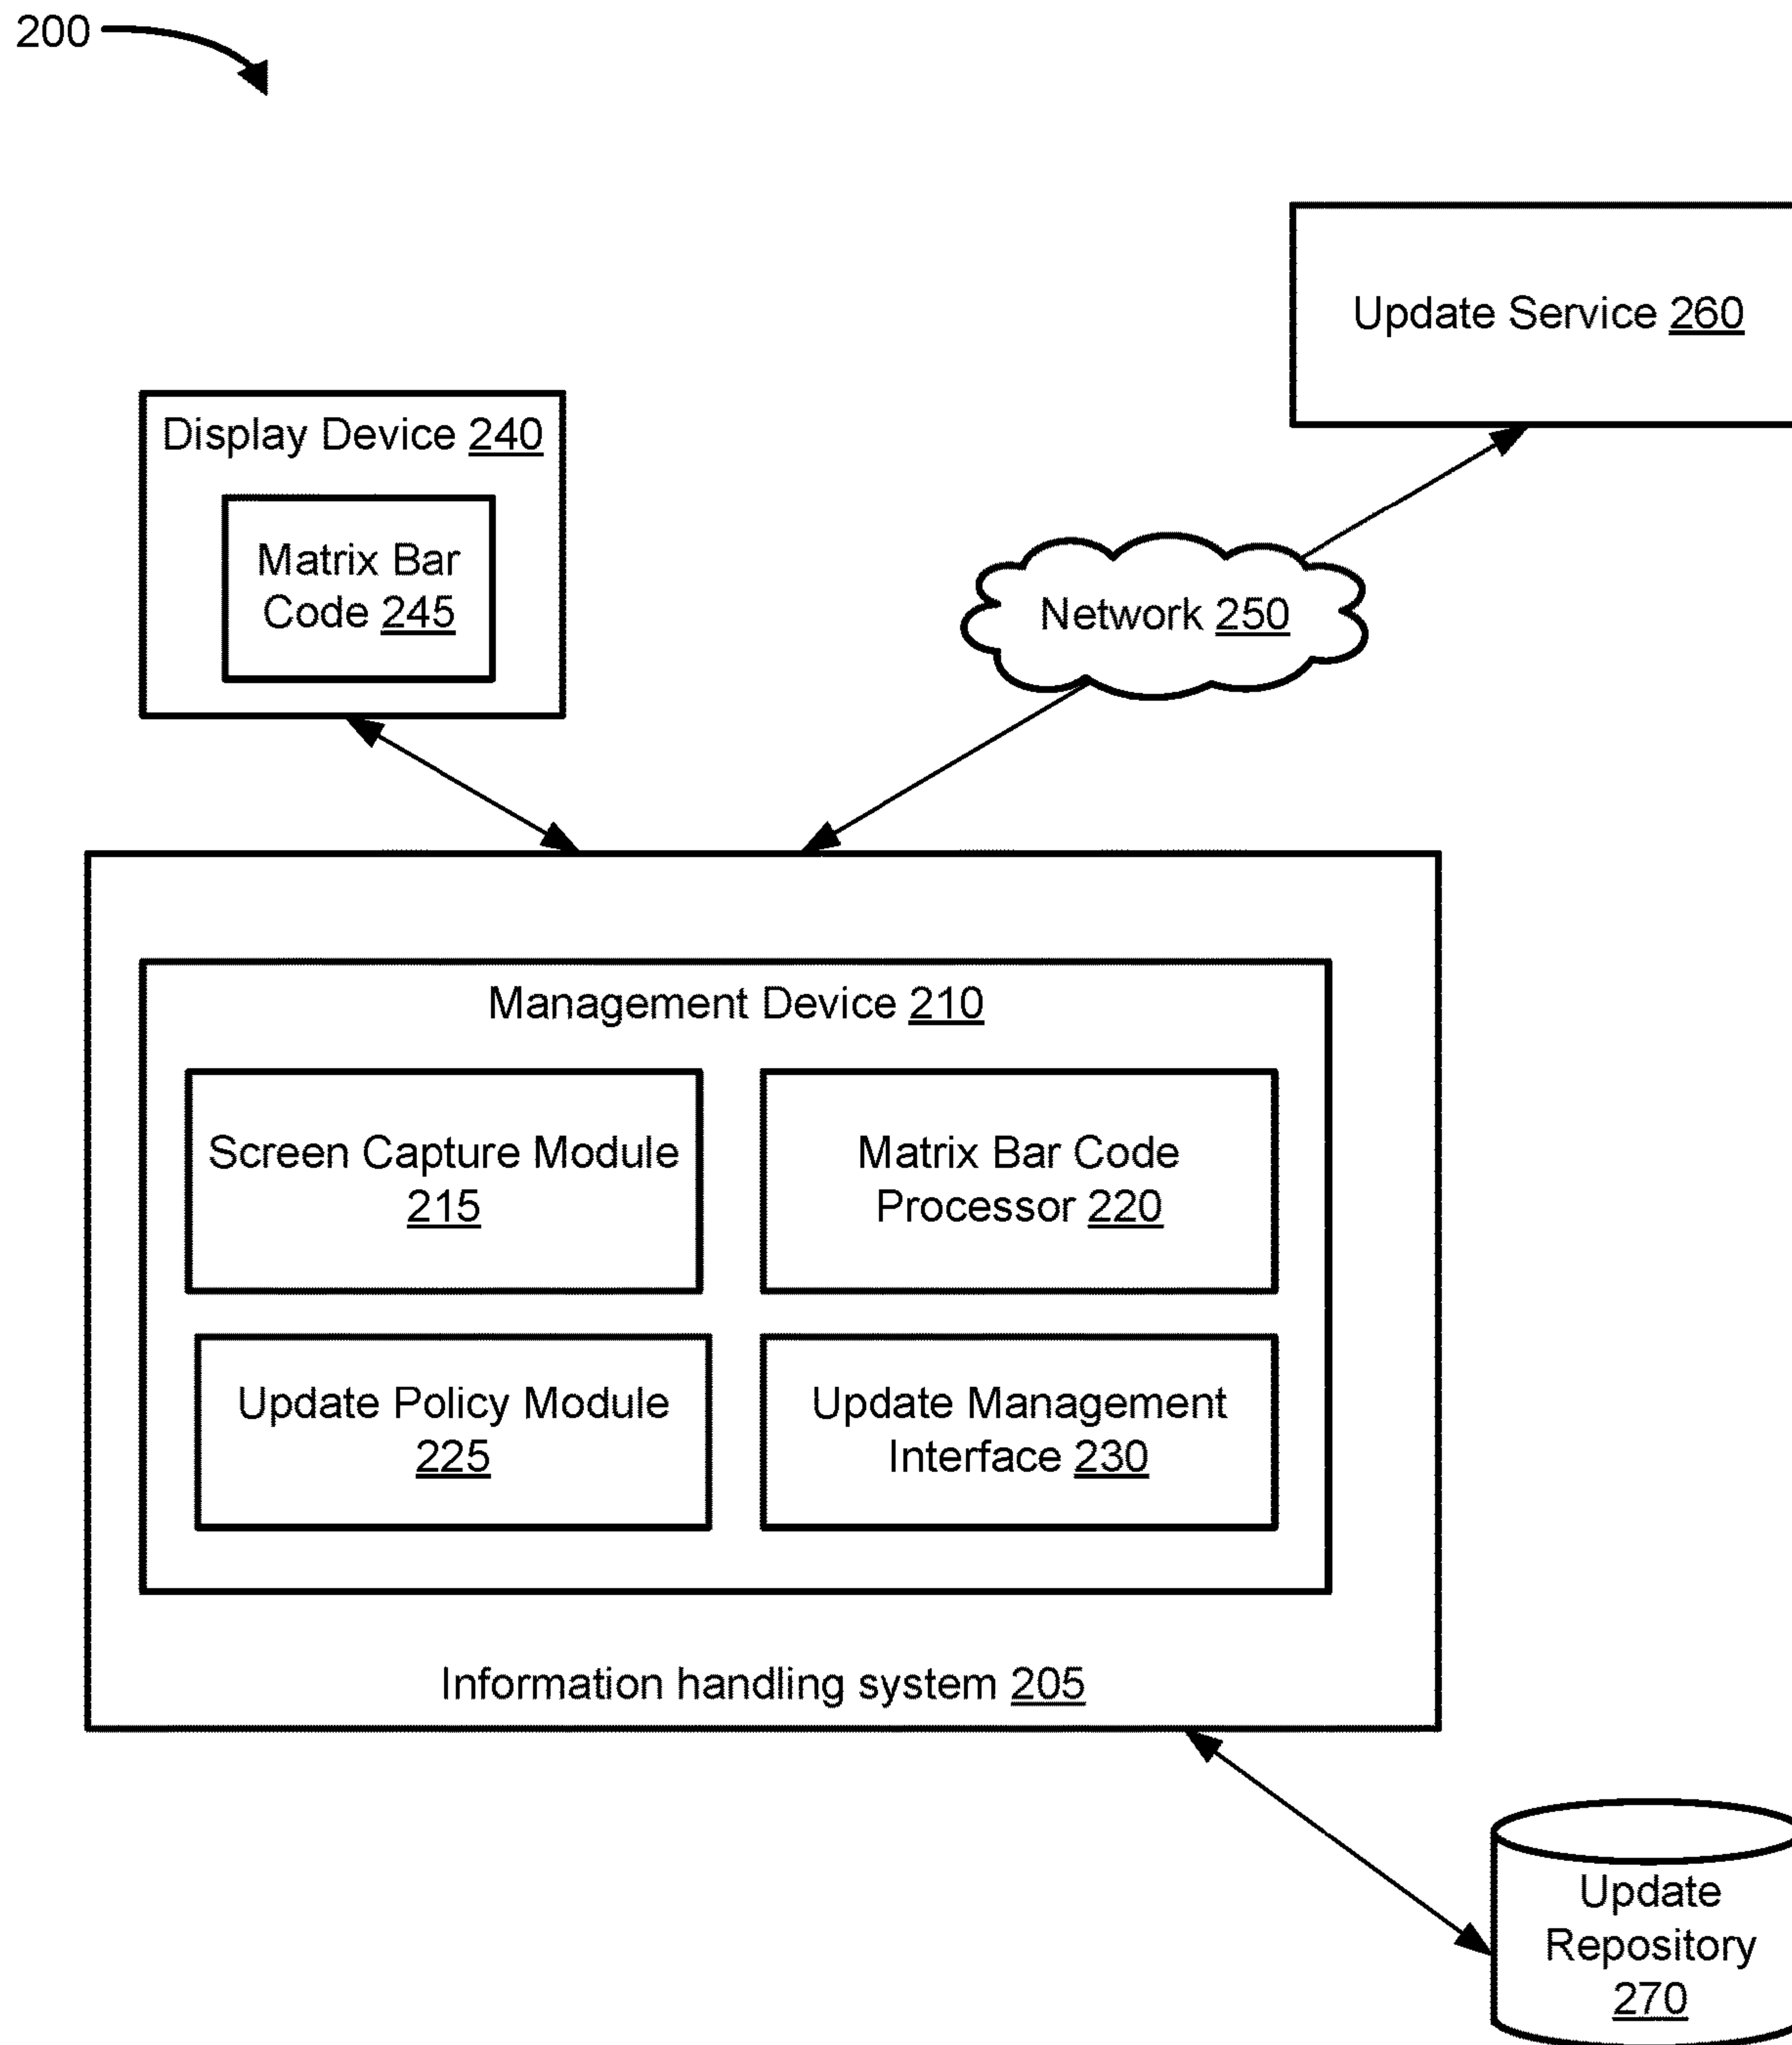 200
Update Service 260
Display Device 240
Matrix Bar
Code 245
Network 250
Management Device 210
Screen Capture Module
215
Matrix Bar Code
Processor 220
Update Policy Module
225
Update Management
Interface 230
Information handling system 205
Update
Repository
270